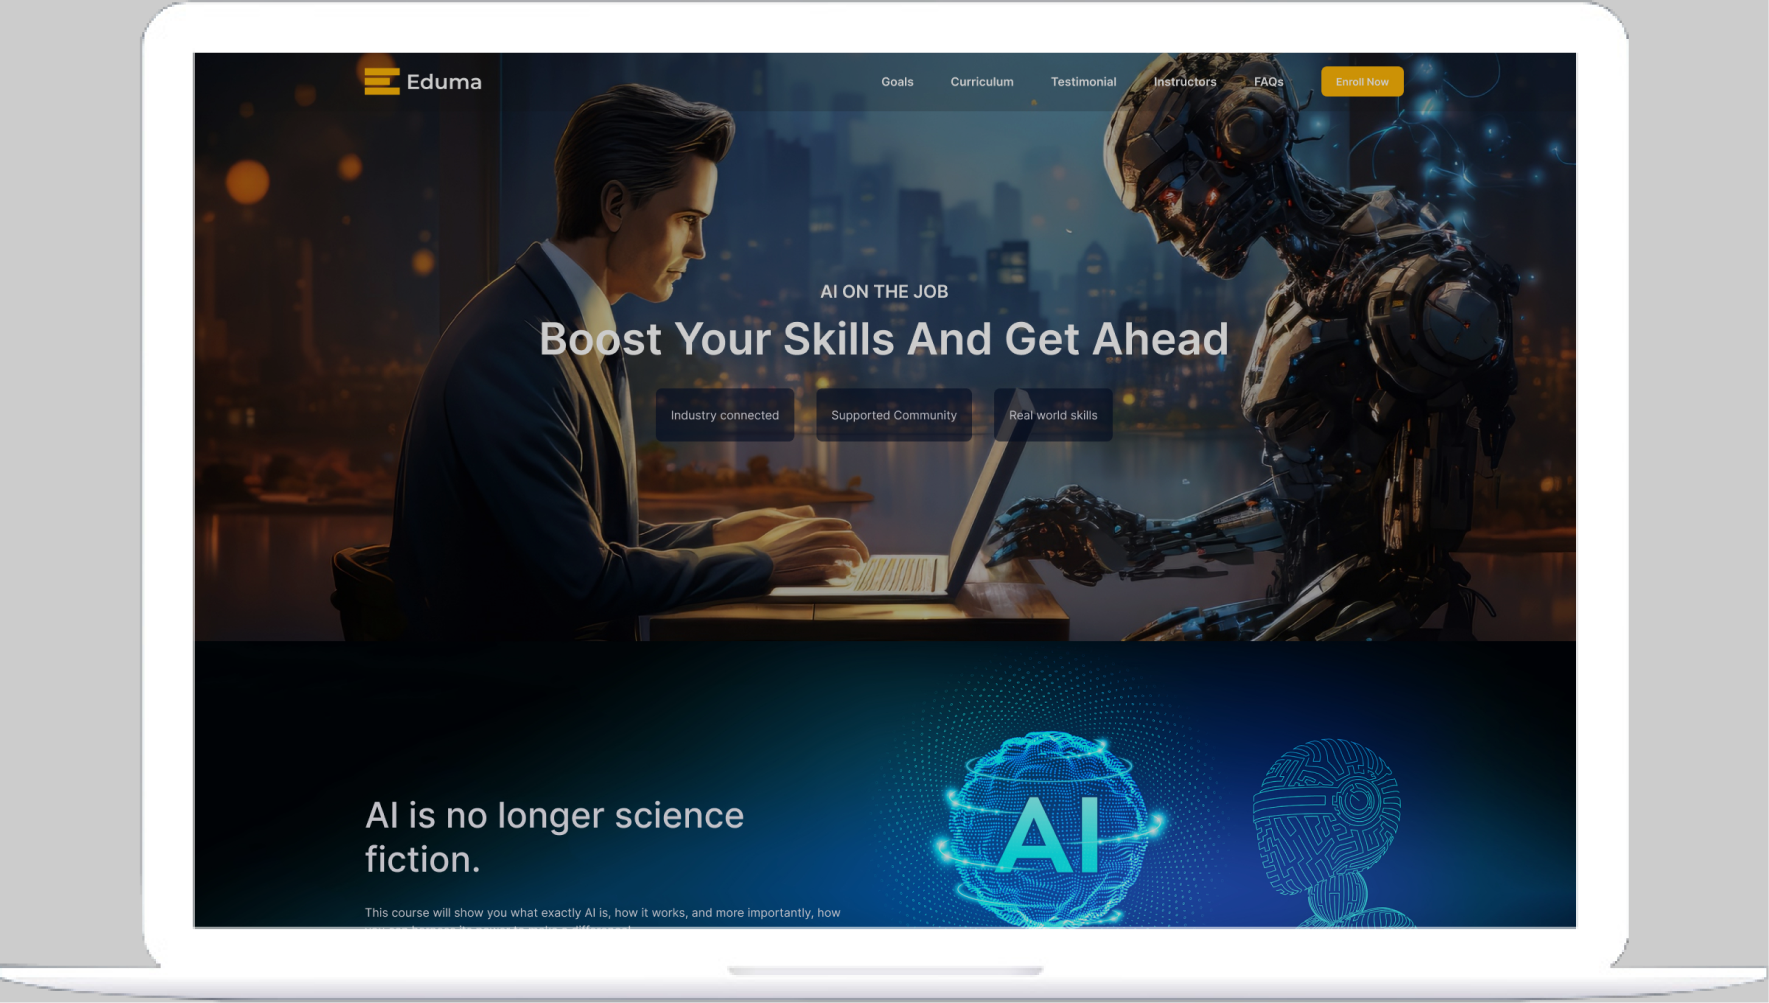 Eduma
Goals Curriculum Testimonial Instructors FAQs Enroll Now
AI ON THE JOB
Boost Your Skills And Get Ahead
Industry connected Supported Community Real world skills
AI is no longer science
fiction.
AI
This course will show you what exactly AI is, how it works, and more importantly, how